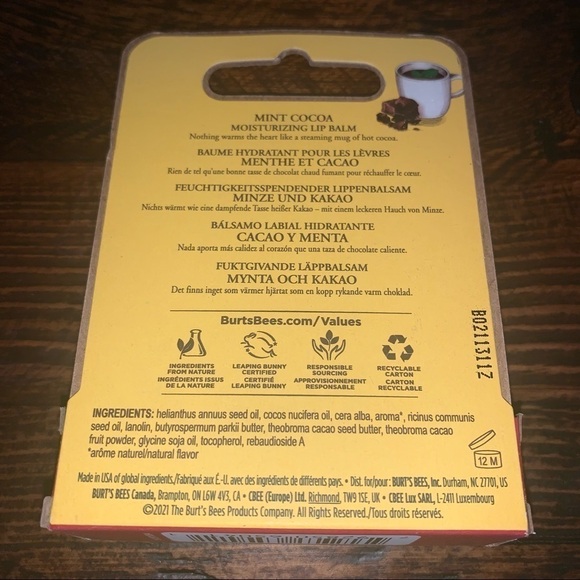 MINT COCOA
MOISTURIZING LIP BALM
Nothing warms the heart like a steaming mug of hot cocoa.
BAUME HYDRATANT POUR LES LÈVRES
MENTHE ET CACAO
Rien de tel qu'une bonne tasse de chocolat chaud fumant pour réchauffer le cœur.
FEUCHTIGKEITSSPENDENDER LIPPENBALSAM
MINZE UND KAKAO
Nichts wärmt wie eine dampfende Tasse heißer Kakao – mit einem leckeren Hauch von Minze.
BÁLSAMO LABIAL HIDRATANTE
CACAO Y MENTA
Nada aporta más calidez al corazón que una taza de chocolate caliente.
FUKTGIVANDE LÄPPBALSAM
MYNTA OCH KAKAO
Det finns inget som värmer hjärtat som en kopp rykande varm choklad.
BurtsBees.com/Values
INGREDIENTS
FROM NATURE
INGRÉDIENTS ISSUS
DE LA NATURE
LEAPING BUNNY
CERTIFIED
CERTIFIÉ
LEAPING BUNNY
RESPONSIBLE
SOURCING
APPROVISIONNEMENT
RESPONSABLE
RECYCLABLE
CARTON
CARTON
RECYCLABLE
B0211311Z
INGREDIENTS: helianthus annuus seed oil, cocos nucifera oil, cera alba, aroma*, ricinus communis
seed oil, lanolin, butyrospermum parkii butter, theobroma cacao seed butter, theobroma cacao
fruit powder, glycine soja oil, tocopherol, rebaudioside A
*arôme naturel/natural flavor
12 M
Made in USA of global ingredients./Fabriqué aux É.-U. avec des ingrédients de différents pays. • Dist. for/pour: BURT'S BEES, Inc. Durham, NC 27701, US
BURT'S BEES Canada, Brampton, ON L6W 4V3, CA • CBEE (Europe) Ltd. Richmond, TW9 1SE, UK • CBEE Lux SARL, L-2411 Luxembourg
©2021 The Burt's Bees Products Company. All Rights Reserved./Tous droits réservés.